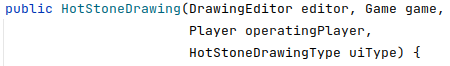 public HotStoneDrawing(DrawingEditor editor, Game game,
Player operatingPlayer,
HotStoneDrawingType uiType) {